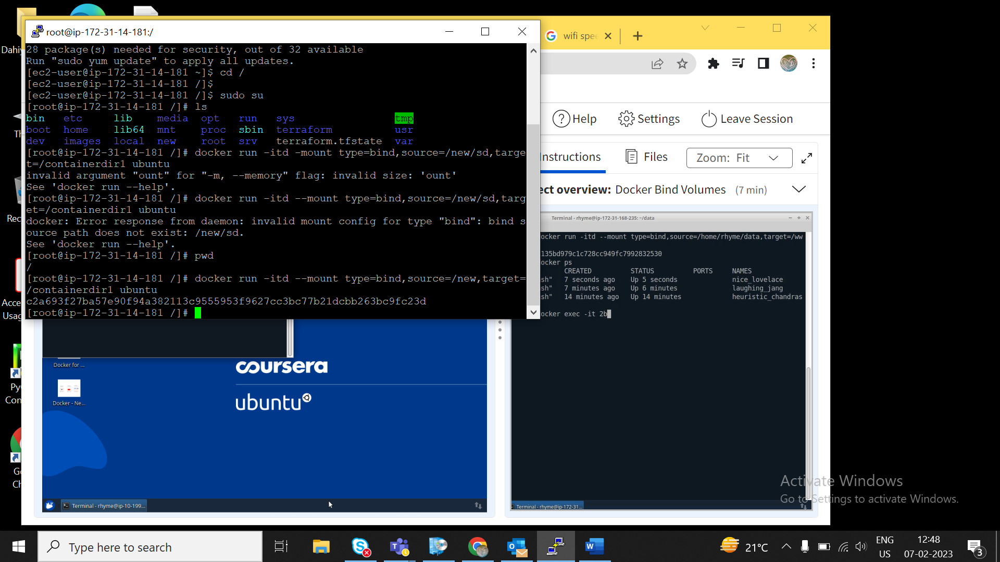 root@ip-172-31-14-181:/
28 package(s) needed for security, out of 32 available
Run "sudo yum update" to apply all updates.
[ec2-user@ip-172-31-14-181 ~]$ cd /
[ec2-user@ip-172-31-14-181 /]$
[ec2-user@ip-172-31-14-181 /]$ sudo su
[root@ip-172-31-14-181 /]# ls
bin etc lib media opt run sys tmp
boot home lib64 mnt proc sbin terraform usr
dev images local new root srv terraform.tfstate var
[root@ip-172-31-14-181 /]# docker run -itd -mount type=bind,source=/new/sd,targe
t=/containerdir1 ubuntu
invalid argument "ount" for "-m, --memory" flag: invalid size: 'ount'
See 'docker run --help'.
[root@ip-172-31-14-181 /]# docker run -itd --mount type=bind,source=/new/sd,targ
et=/containerdir1 ubuntu
docker: Error response from daemon: invalid mount config for type "bind": bind s
ource path does not exist: /new/sd.
See 'docker run --help'.
[root@ip-172-31-14-181 /]# pwd
/
[root@ip-172-31-14-181 /]# docker run -itd --mount type=bind,source=/new,target=
/containerdir1 ubuntu
c2a693f27ba57e90f94a382113c9555953f9627cc3bc77b21dcbb263bc9fc23d
[root@ip-172-31-14-181 /]#
wifi spee
Help Settings Leave Session
nstructions Files Zoom: Fit
ect overview: Docker Bind Volumes (7 min)
Terminal - rhyme@ip-172-31-168-235: ~/data
ocker run -itd --mount type=bind,source=/home/rhyme/data,target=/ww
135bd979c1c728cc949fc7992832530
ocker ps
CREATED STATUS PORTS NAMES
sh" 7 seconds ago Up 5 seconds nice_lovelace
sh" 7 minutes ago Up 6 minutes laughing_jang
sh" 14 minutes ago Up 14 minutes heuristic_chandras
ocker exec -it 2b
Terminal - rhyme@ip-172-31...
Dahiy
Th
Rec
Acce
Usag
Py
Con
G
Ch
Docker for ...
Docker - Ne...
coursera
ubuntu
Terminal - rhyme@ip-10-199...
Activate Windows
Go to Settings to activate Windows.
Type here to search
21°C
ENG
US
12:48
07-02-2023
3